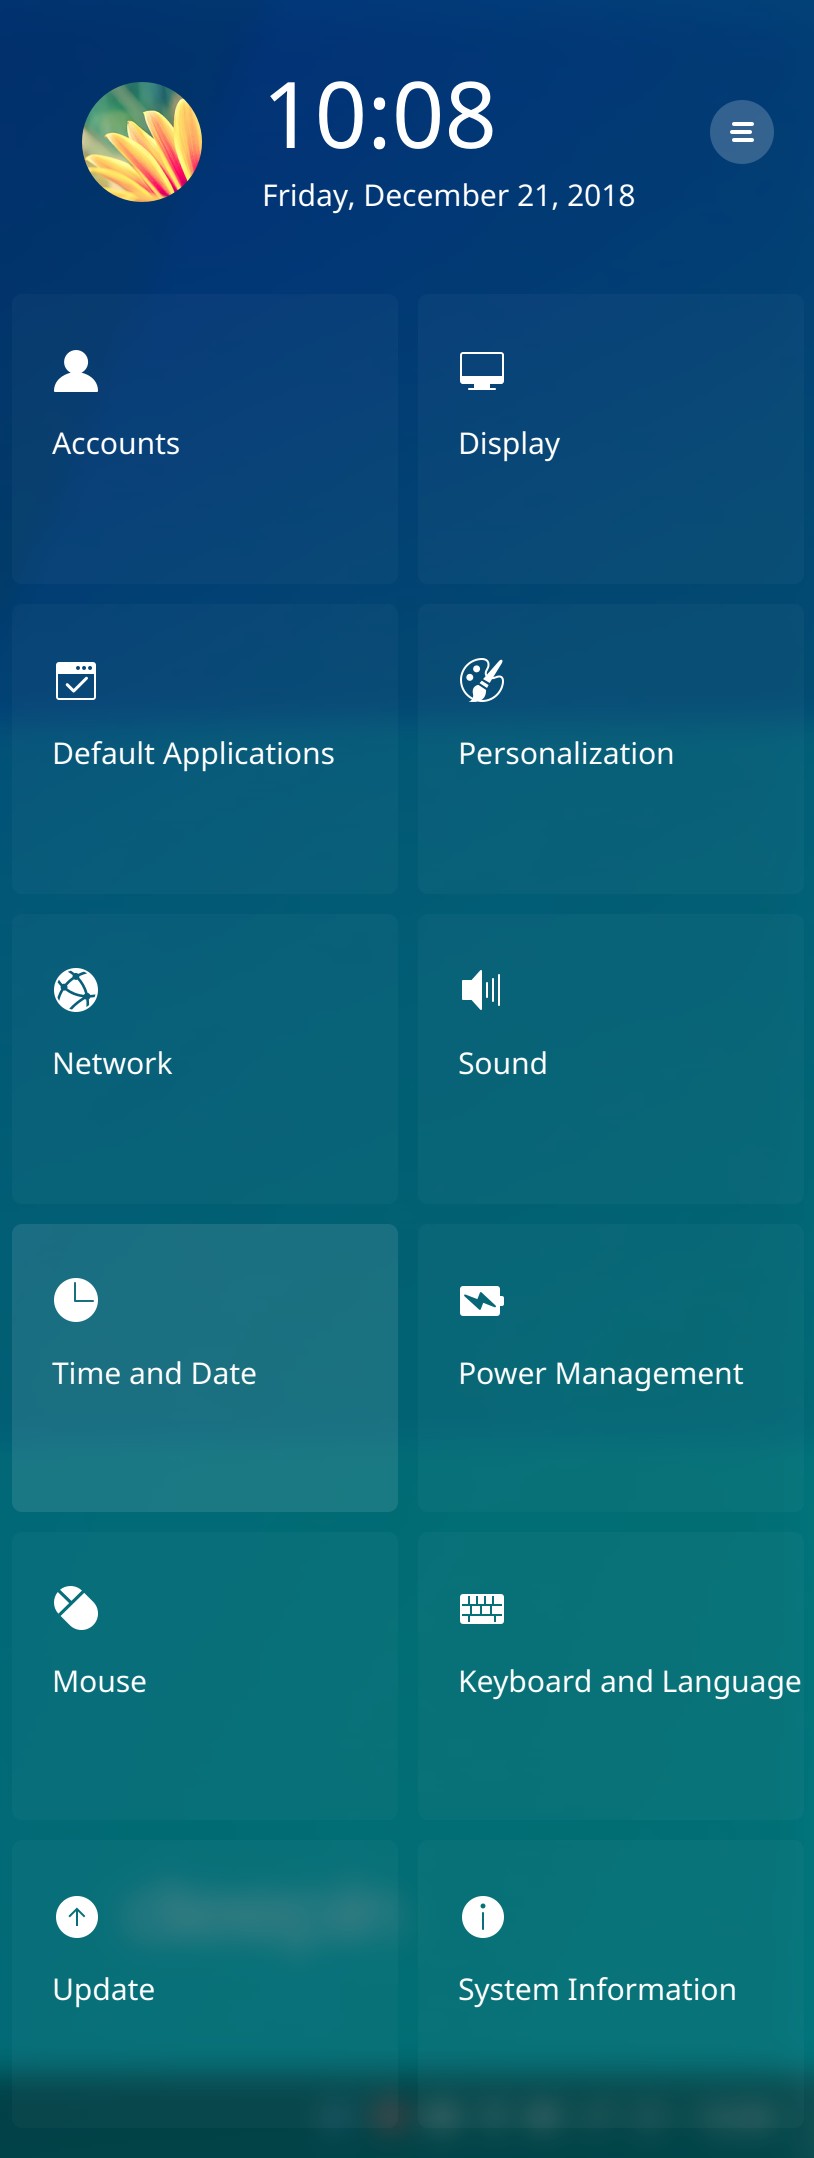 10:08
Friday, December 21, 2018
Accounts
Display
Default Applications
Personalization
Network
Sound
Time and Date
Power Management
Mouse
Keyboard and Language
Update
System Information